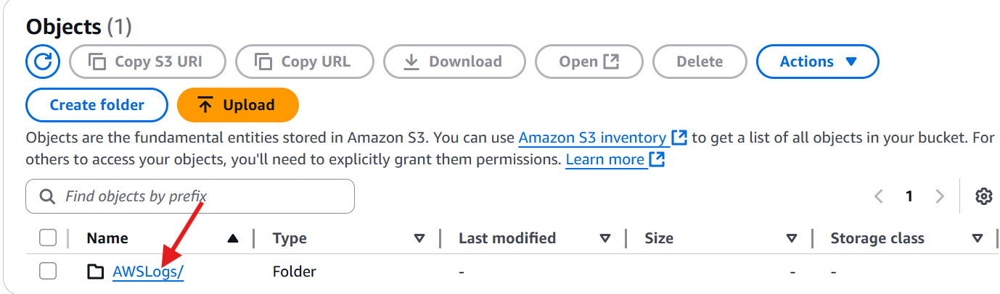 Objects (1)
Copy S3 URI Copy URL Download Open Delete Actions
Create folder Upload
Objects are the fundamental entities stored in Amazon S3. You can use Amazon S3 inventory to get a list of all objects in your bucket. For
others to access your objects, you'll need to explicitly grant them permissions. Learn more
Find objects by prefix 1
Name Type Last modified Size Storage class
AWSLogs/ Folder - - -